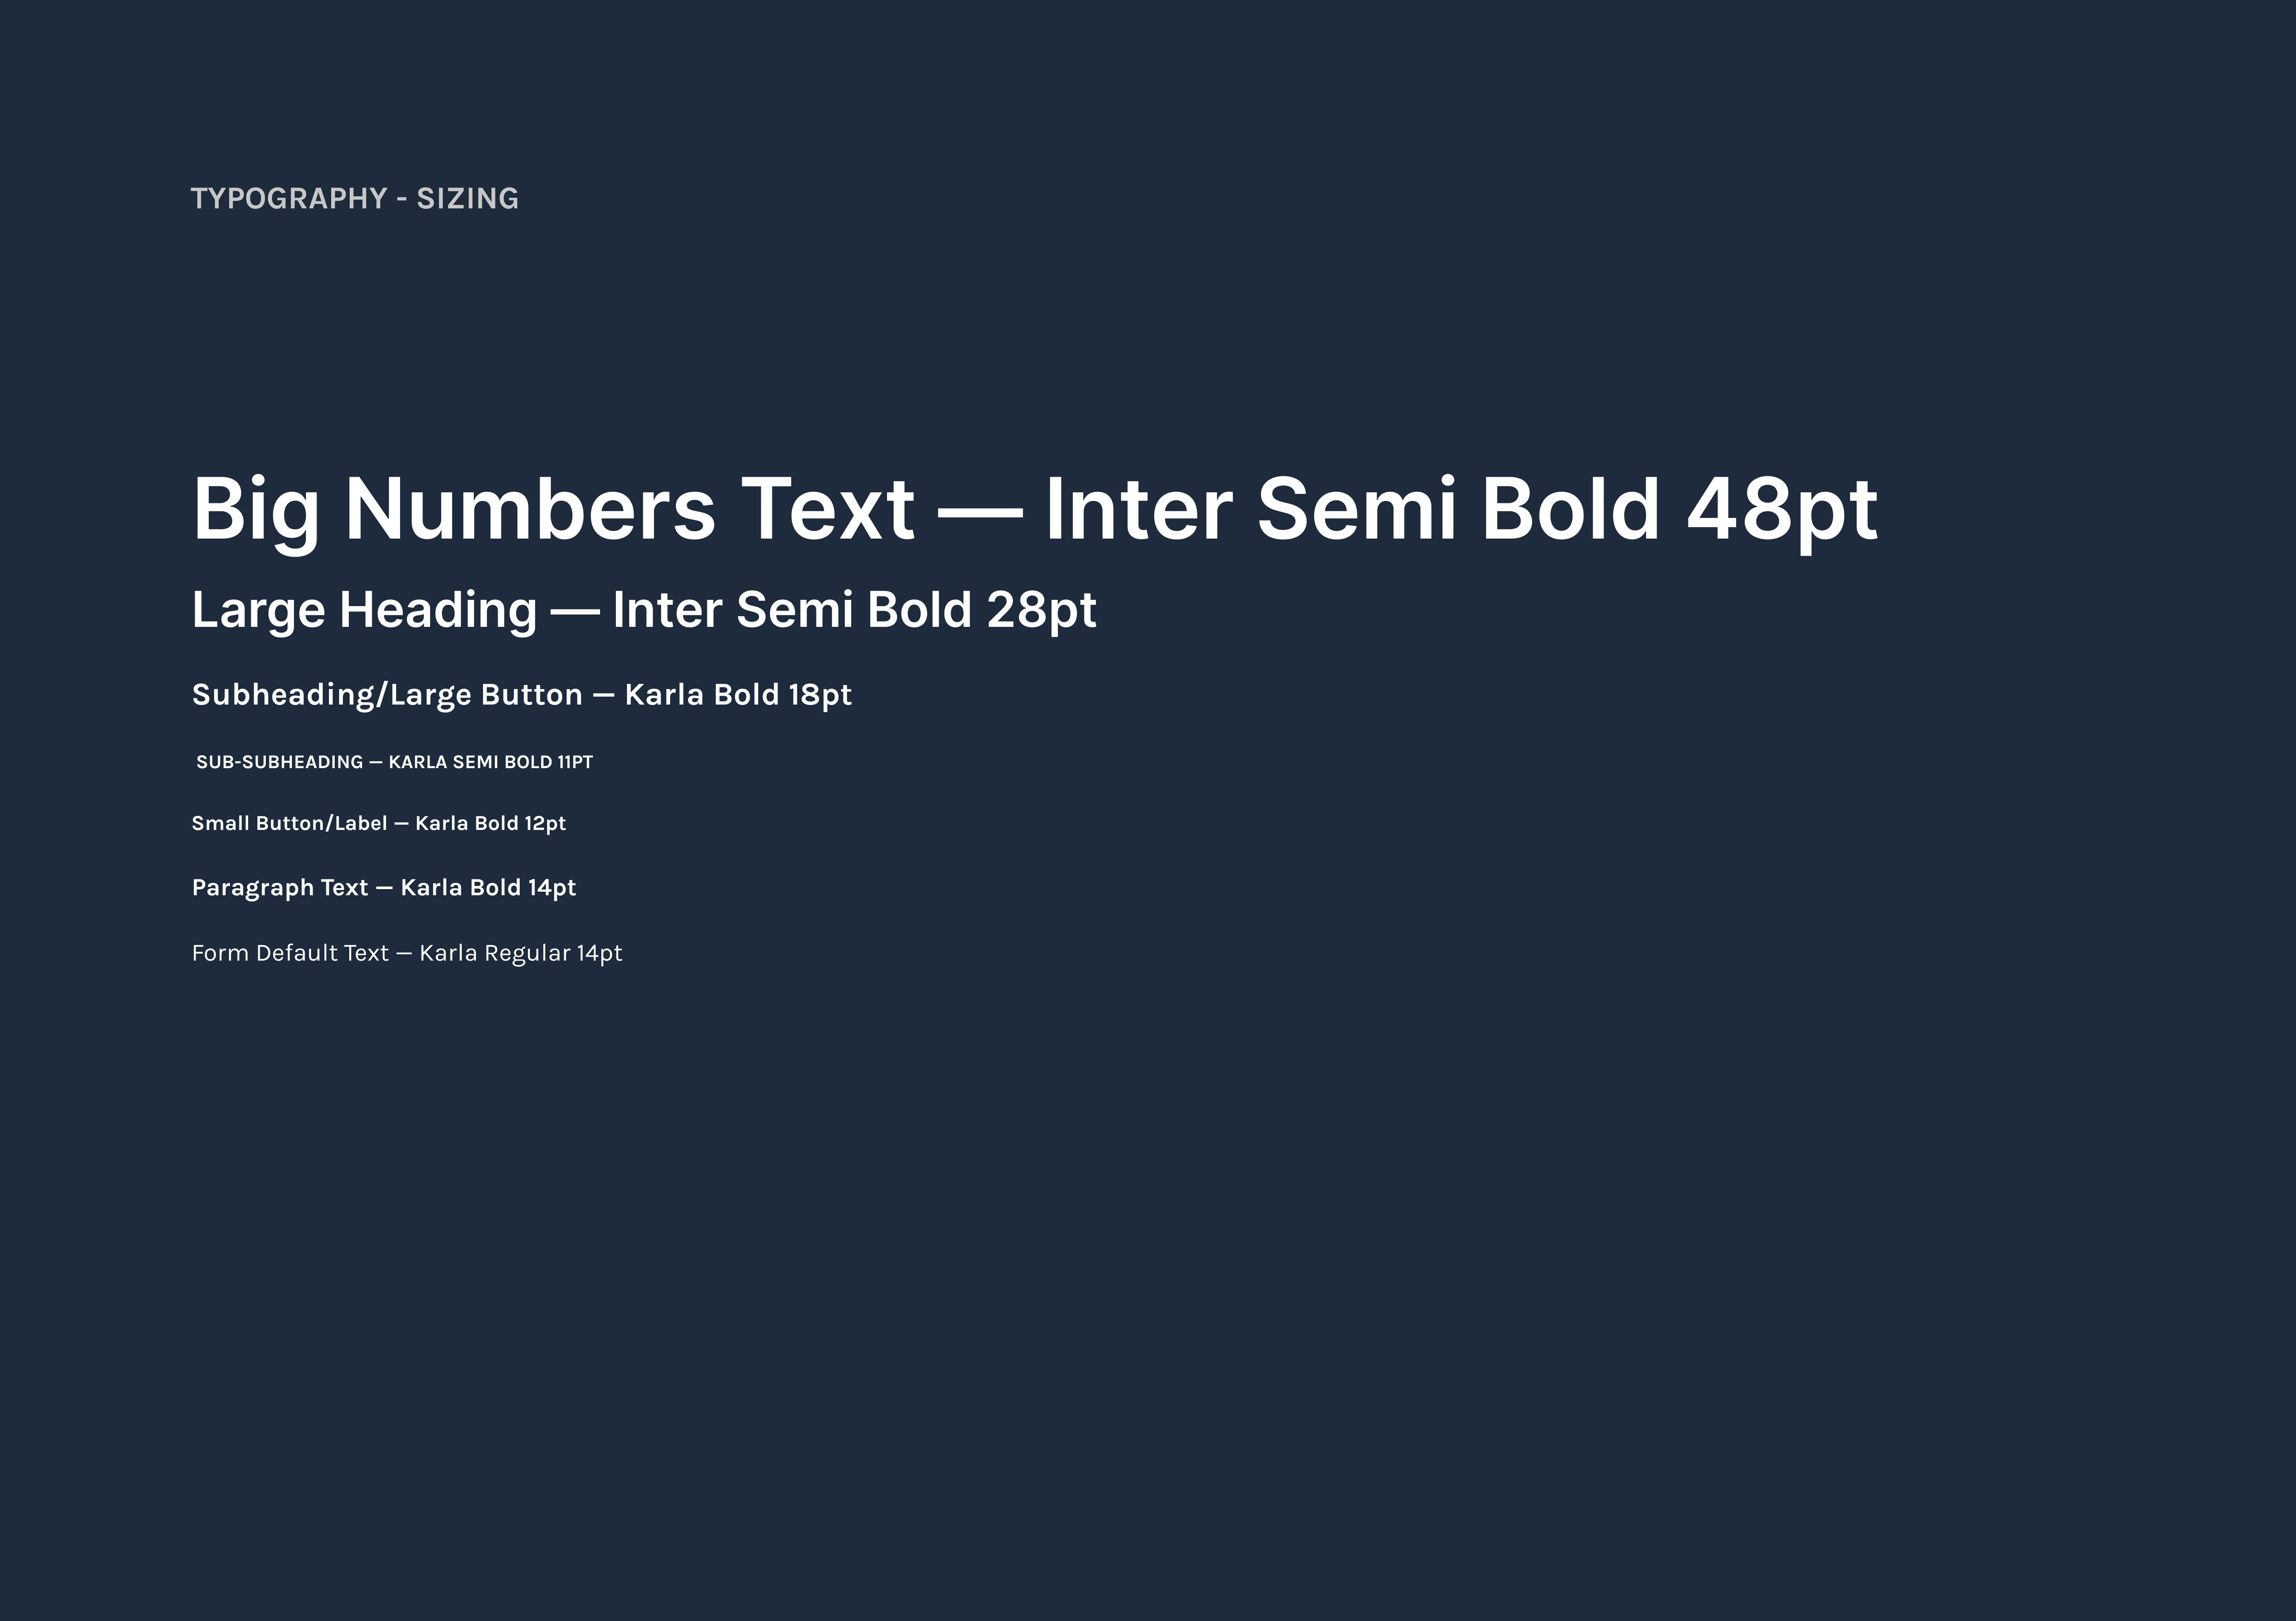 TYPOGRAPHY - SIZING
Big Numbers Text — Inter Semi Bold 48pt
Large Heading — Inter Semi Bold 28pt
Subheading/Large Button — Karla Bold 18pt
SUB-SUBHEADING — KARLA SEMI BOLD 11PT
Small Button/Label — Karla Bold 12pt
Paragraph Text — Karla Bold 14pt
Form Default Text — Karla Regular 14pt